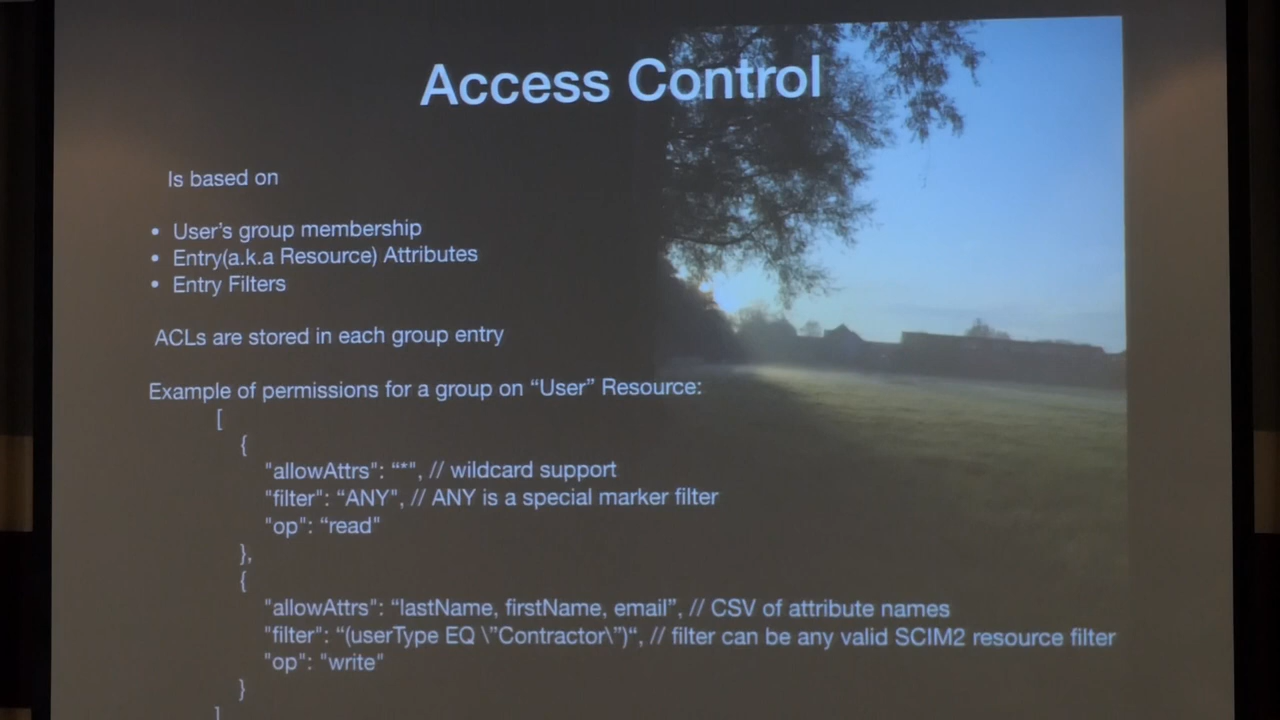 Access Control
Is based on
• User's group membership
• Entry(a.k.a Resource) Attributes
• Entry Filters
ACLs are stored in each group entry
Example of permissions for a group on “User” Resource:
[
{
"allowAttrs": “*", // wildcard support
"filter": “ANY", // ANY is a special marker filter
"op": “read"
},
{
"allowAttrs": “lastName, firstName, email”, // CSV of attribute names
"filter": “(userType EQ \”Contractor\”)“, // filter can be any valid SCIM2 resource filter
"op": "write"
}
]